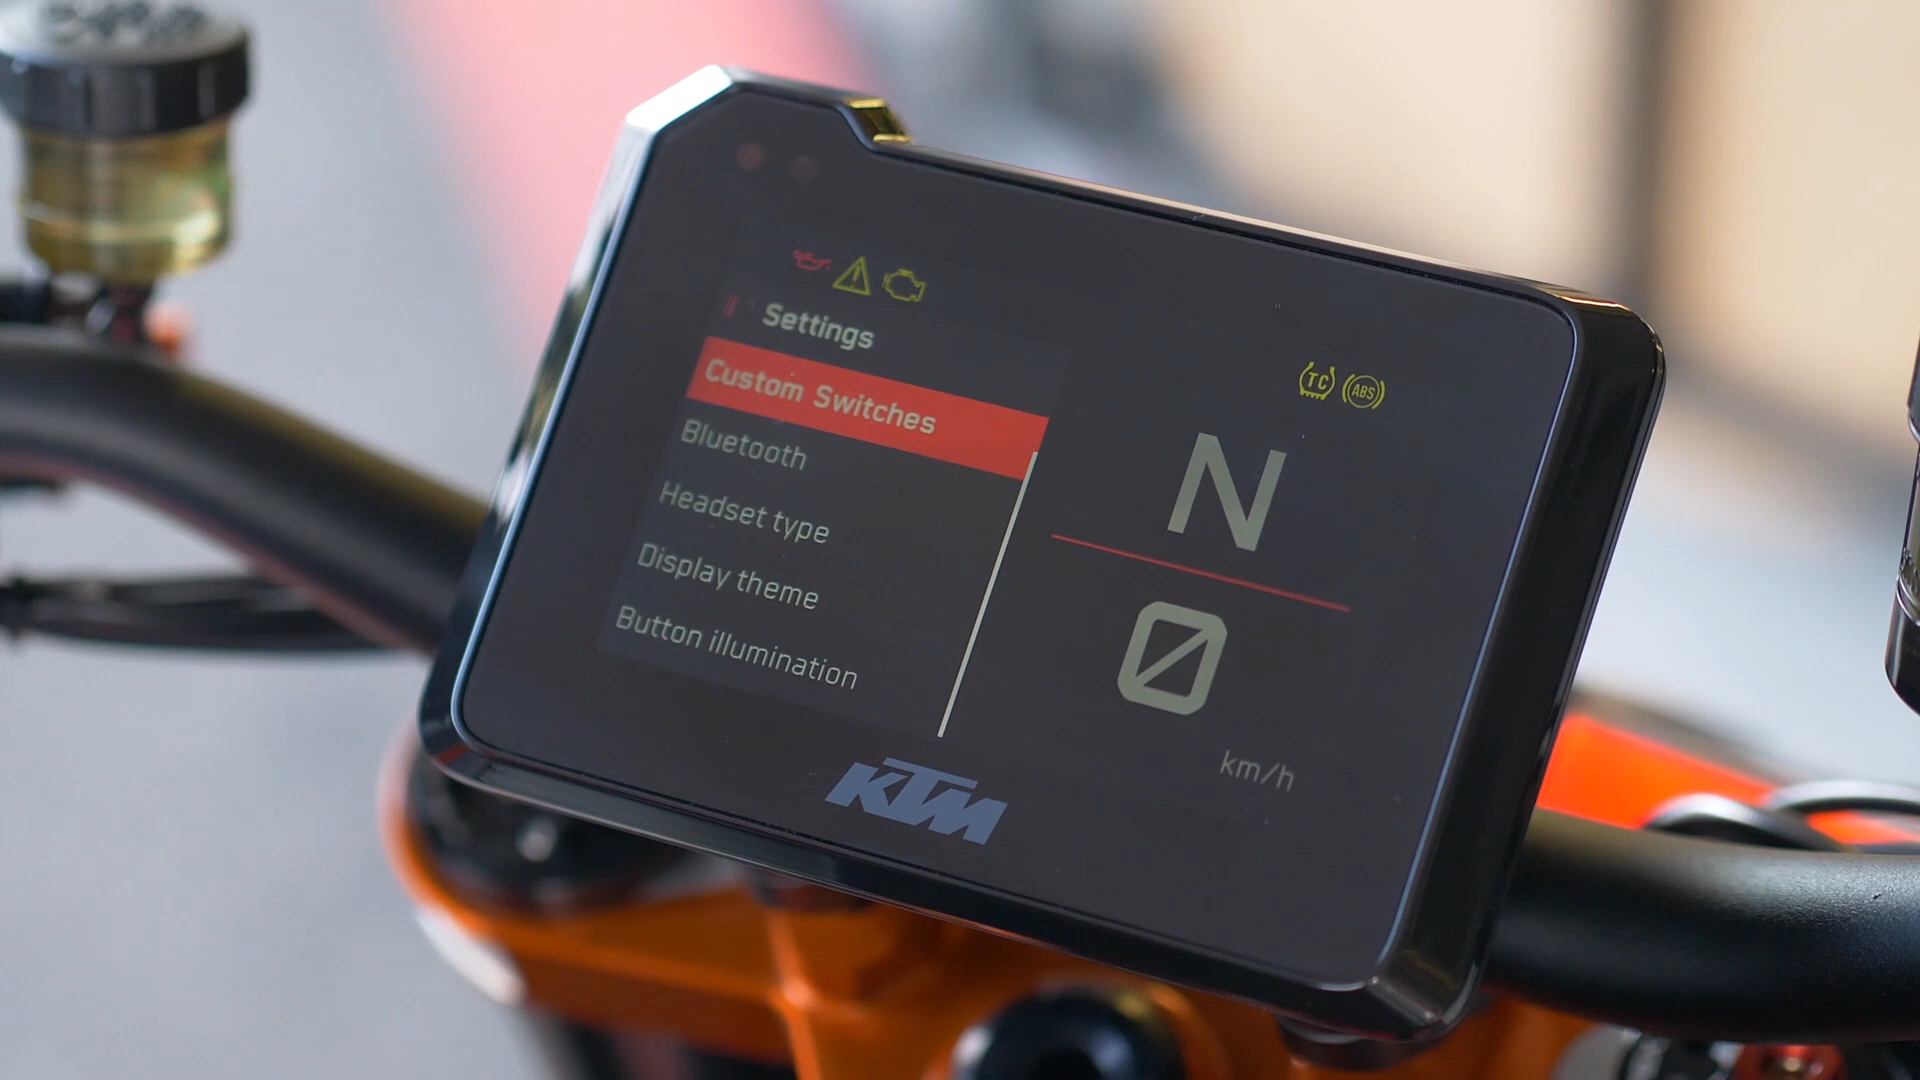 Settings
Custom Switches
Bluetooth
Headset type
Display theme
Button illumination
TC
ABS
N
0
km/h
KTM